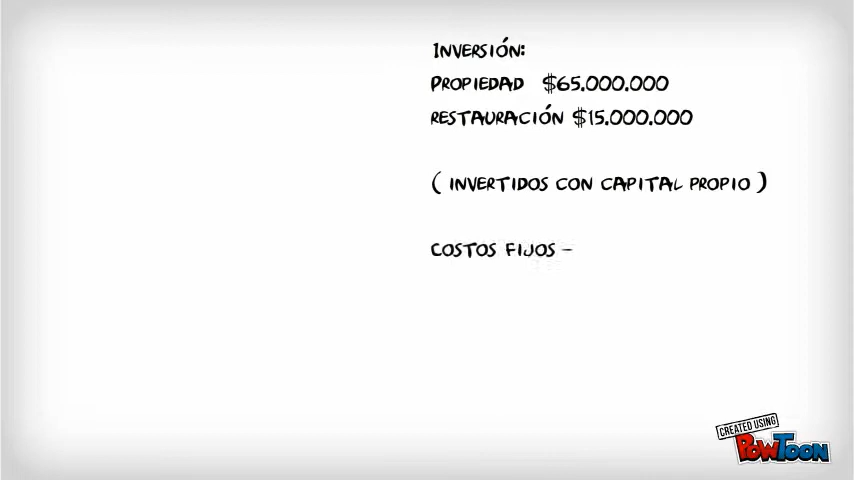 INVERSIÓN:
PROPIEDAD $65.000.000
RESTAURACIÓN $15.000.000
( INVERTIDOS CON CAPITAL PROPIO )
COSTOS FIJOS –
CREATED USING
POWTOON